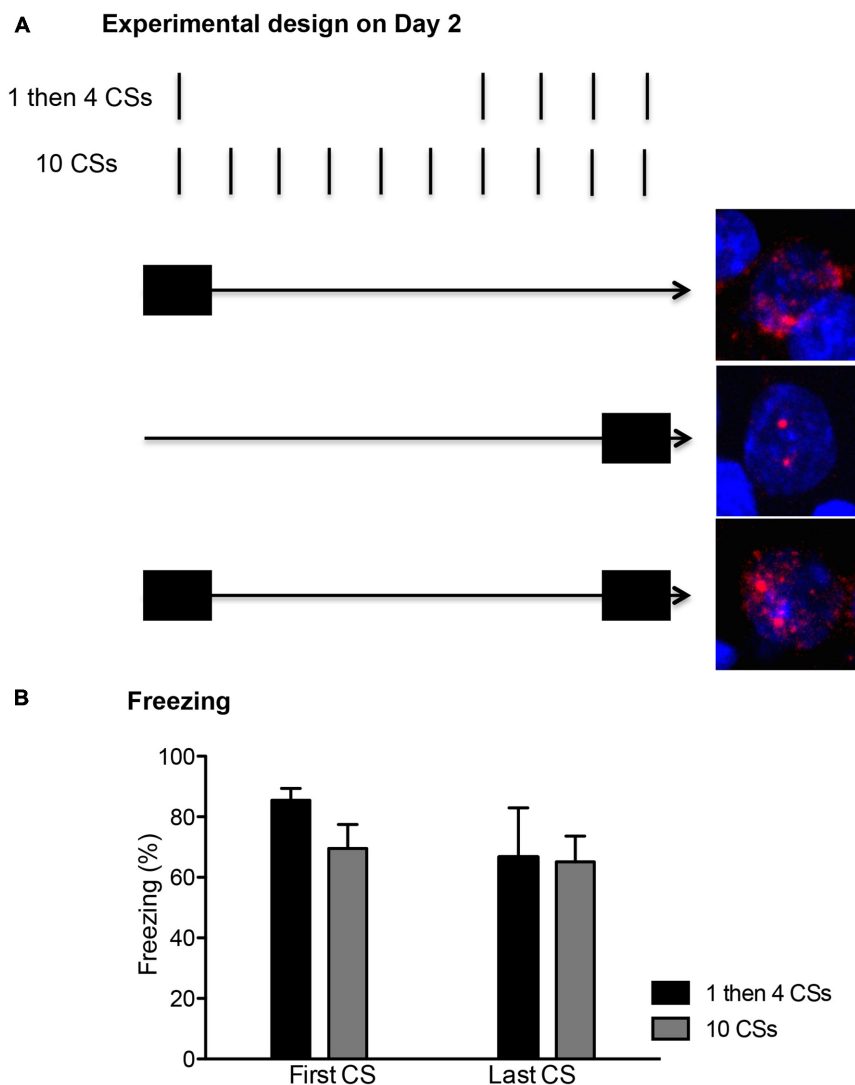 A
Experimental design on Day 2
1 then 4 CSs
10 CSs
B
Freezing
100
80
60
40
20
0
Freezing (%)
First CS
Last CS
1 then 4 CSs
10 CSs